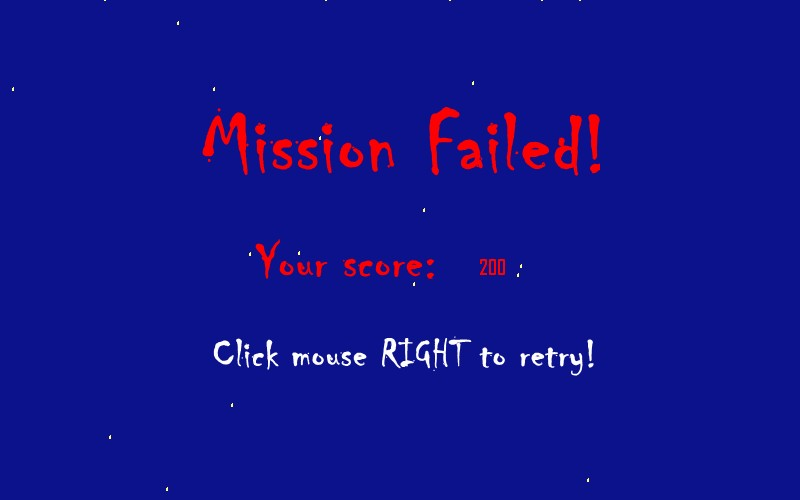 Mission Failed!
Your score: 200
Click mouse RIGHT to retry!